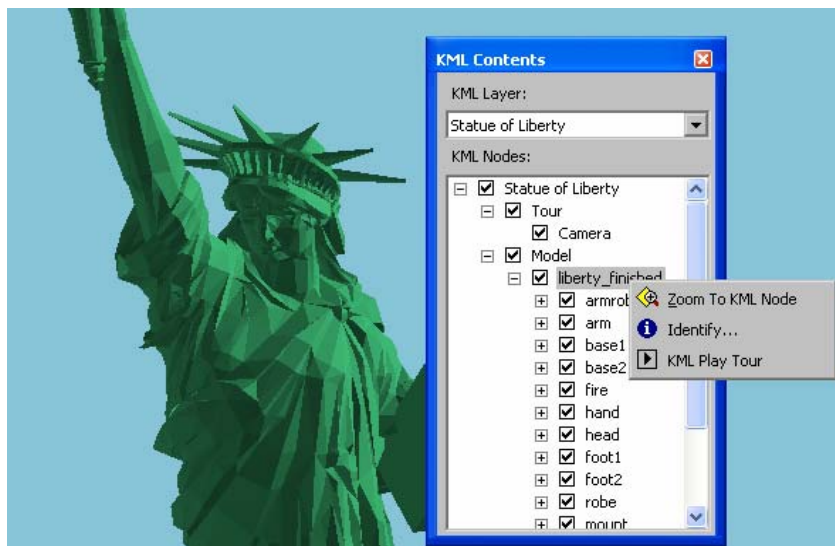 KML Contents
KML Layer:
Statue of Liberty
KML Nodes:
Statue of Liberty
Tour
Camera
Model
liberty_finished
armrob
Zoom To KML Node
arm
Identify...
base1
base2
KML Play Tour
fire
hand
head
foot1
foot2
robe
mount